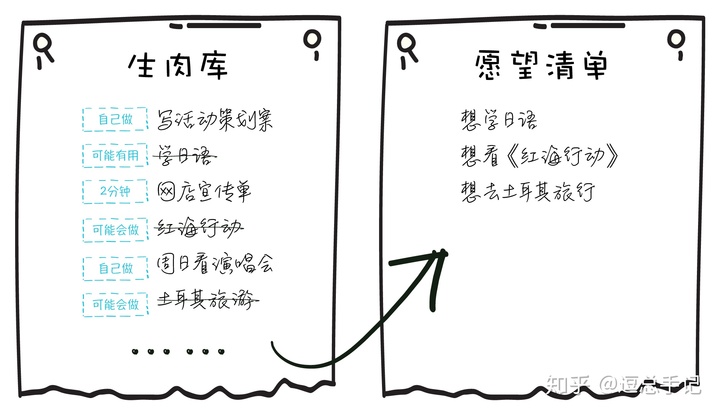 生肉库
自己做 写活动策划案
可能有用 学日语
2分钟 网店宣传单
可能会做 红海行动
自己做 周日看演唱会
可能会做 土耳其旅游
......
愿望清单
想学日语
想看《红海行动》
想去土耳其旅行
知乎 @逗总手记